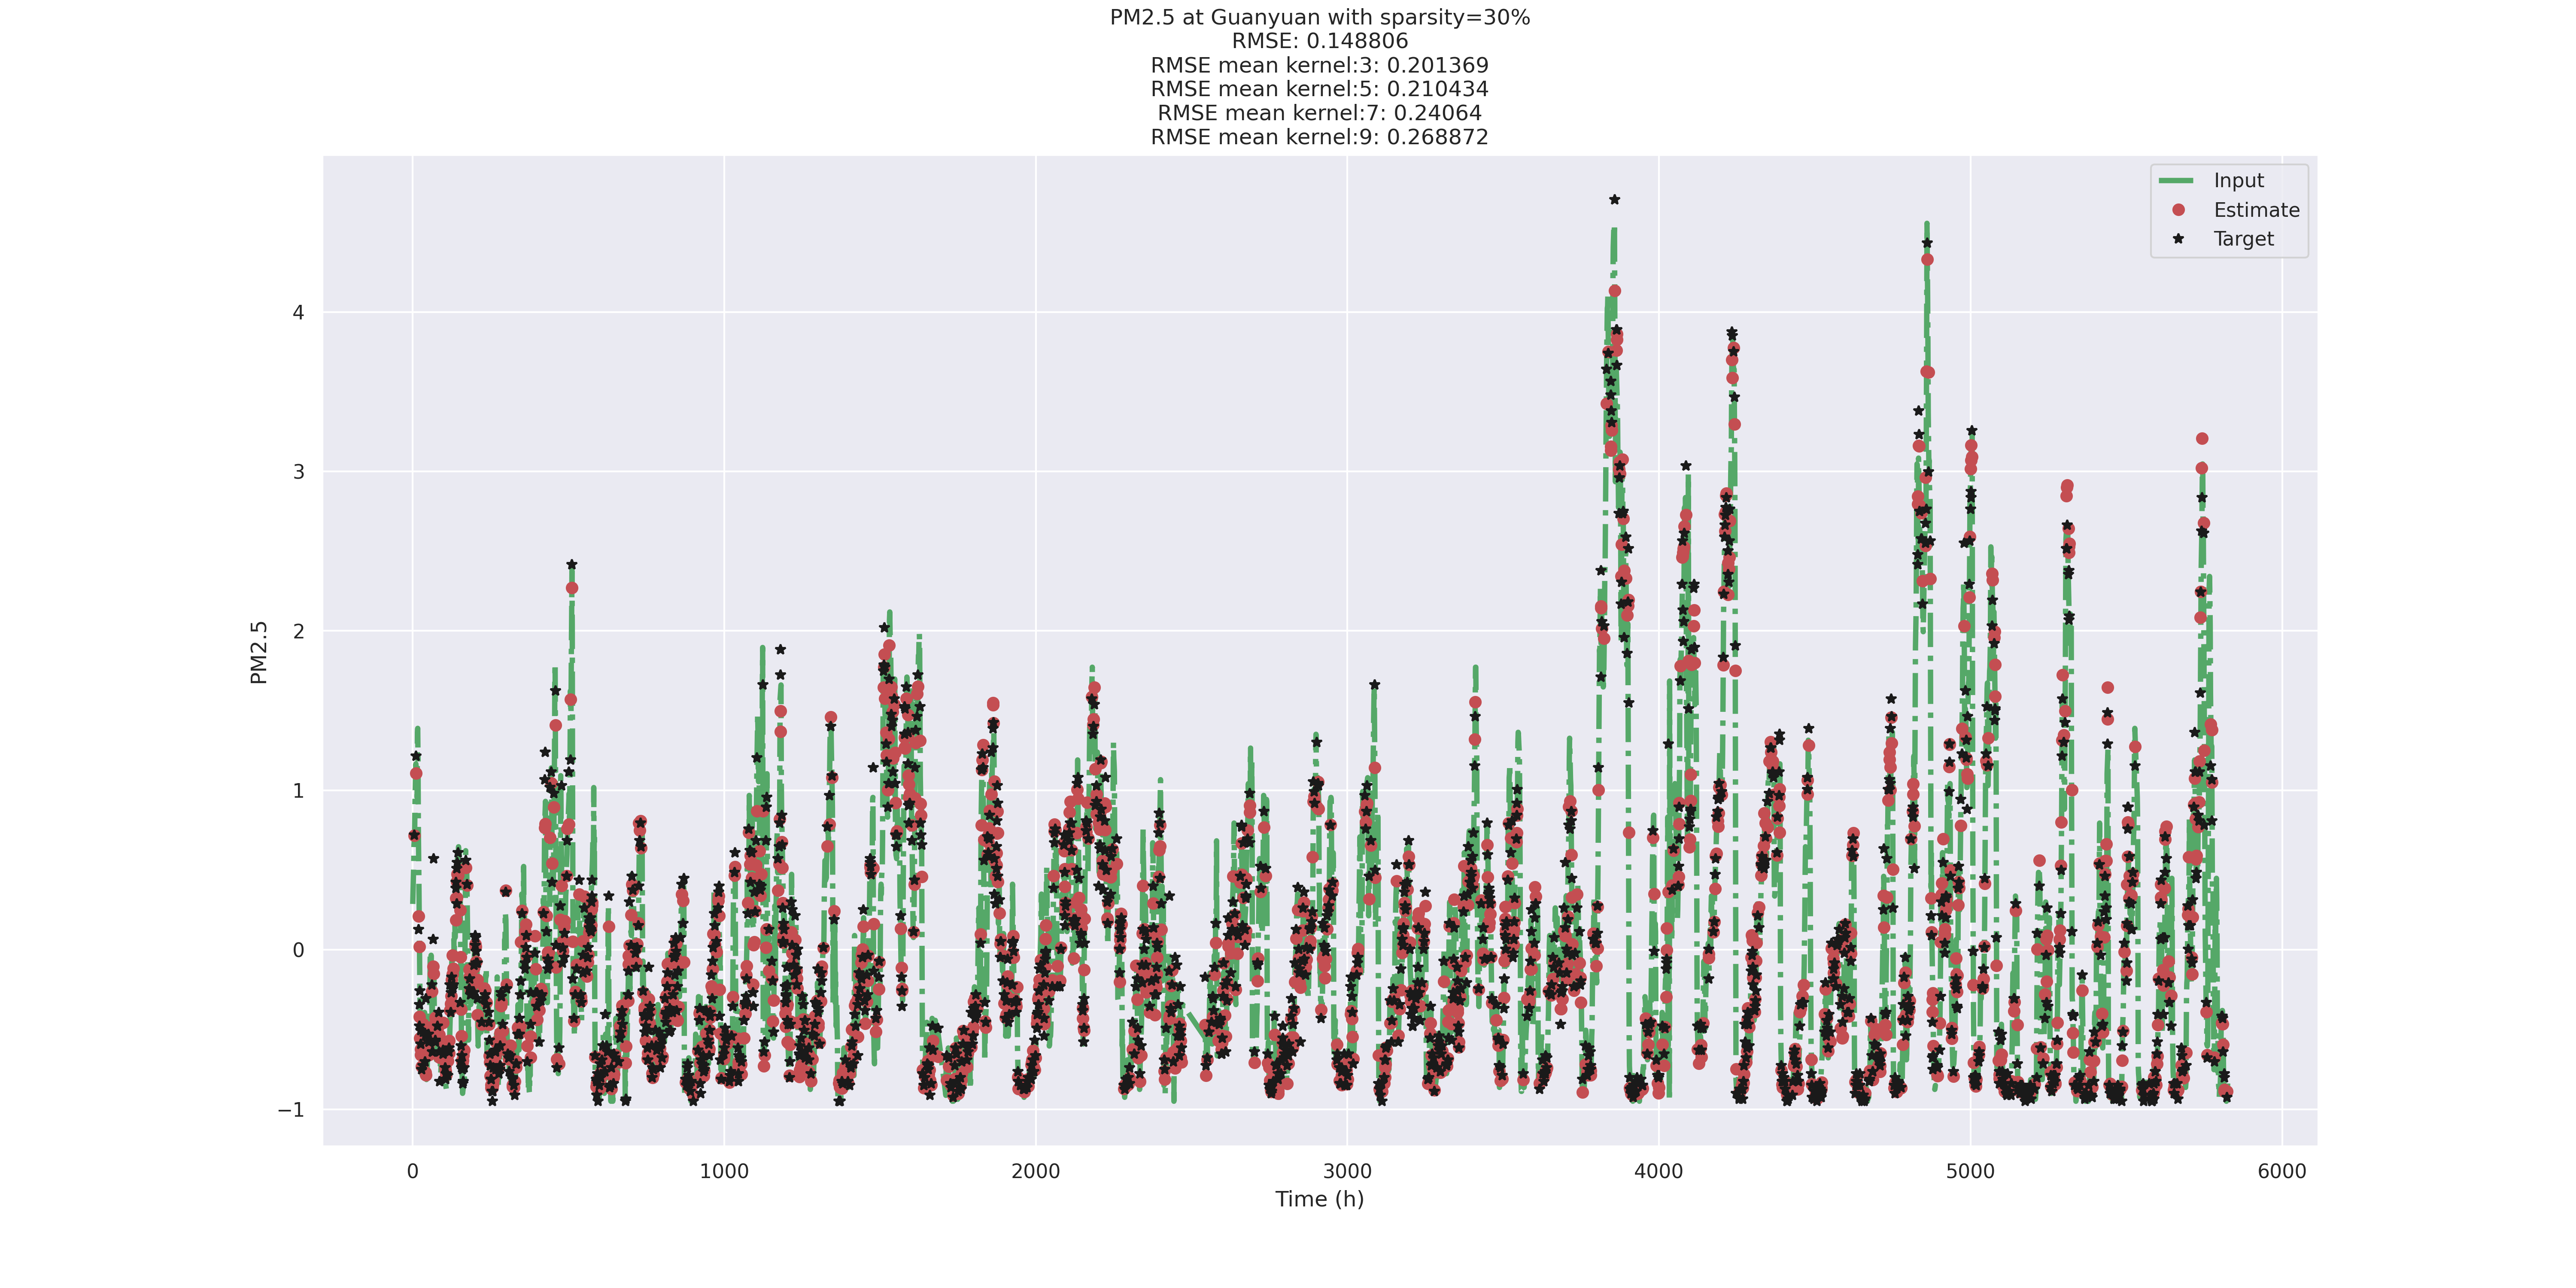 PM2.5 at Guanyuan with sparsity=30%
RMSE: 0.148806
RMSE mean kernel:3: 0.201369
RMSE mean kernel:5: 0.210434
RMSE mean kernel:7: 0.24064
RMSE mean kernel:9: 0.268872
Input
Estimate
Target
4
3
2
1
0
−1
PM2.5
0 1000 2000 3000 4000 5000 6000
Time (h)